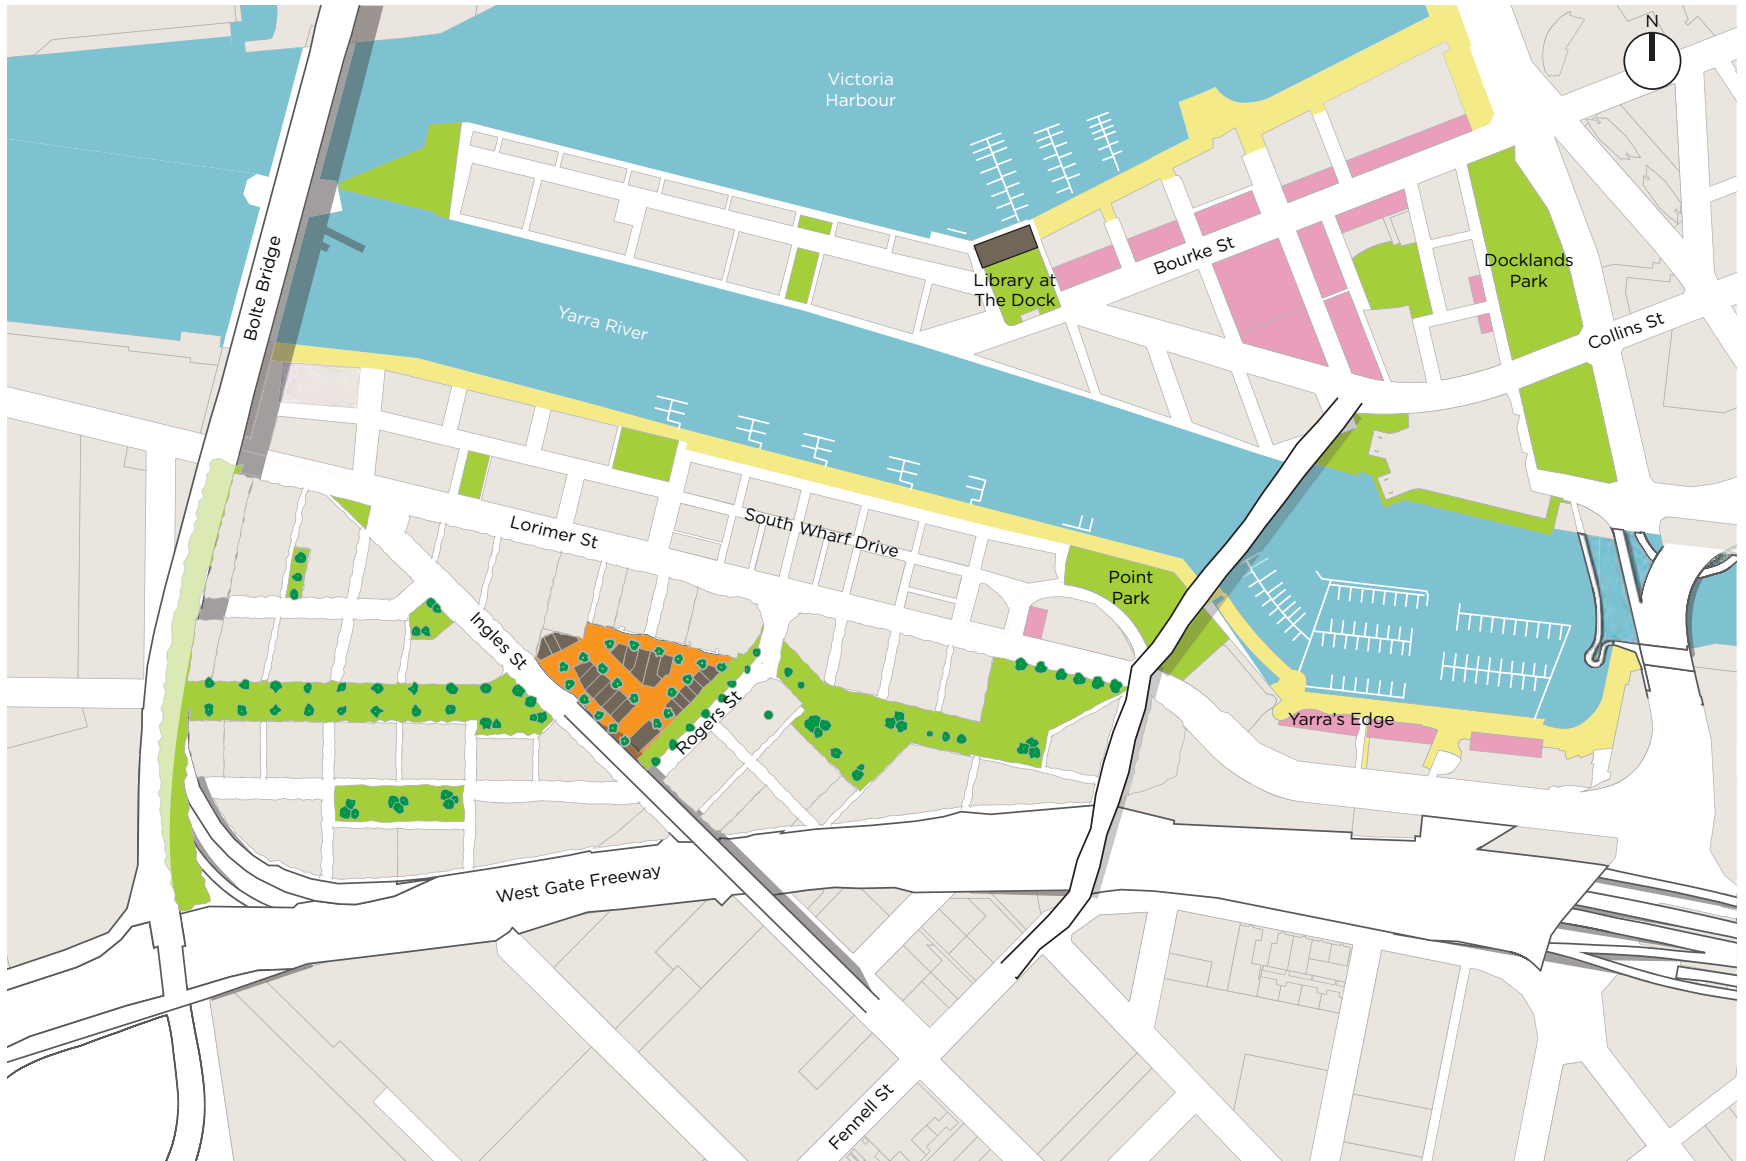 N
Victoria
Harbour
Bolte Bridge
Bourke St
Library at
The Dock
Docklands
Park
Yarra River
Collins St
Lorimer St
South Wharf Drive
Point
Park
Ingles St
Rogers St
Yarra's Edge
West Gate Freeway
Fennell St